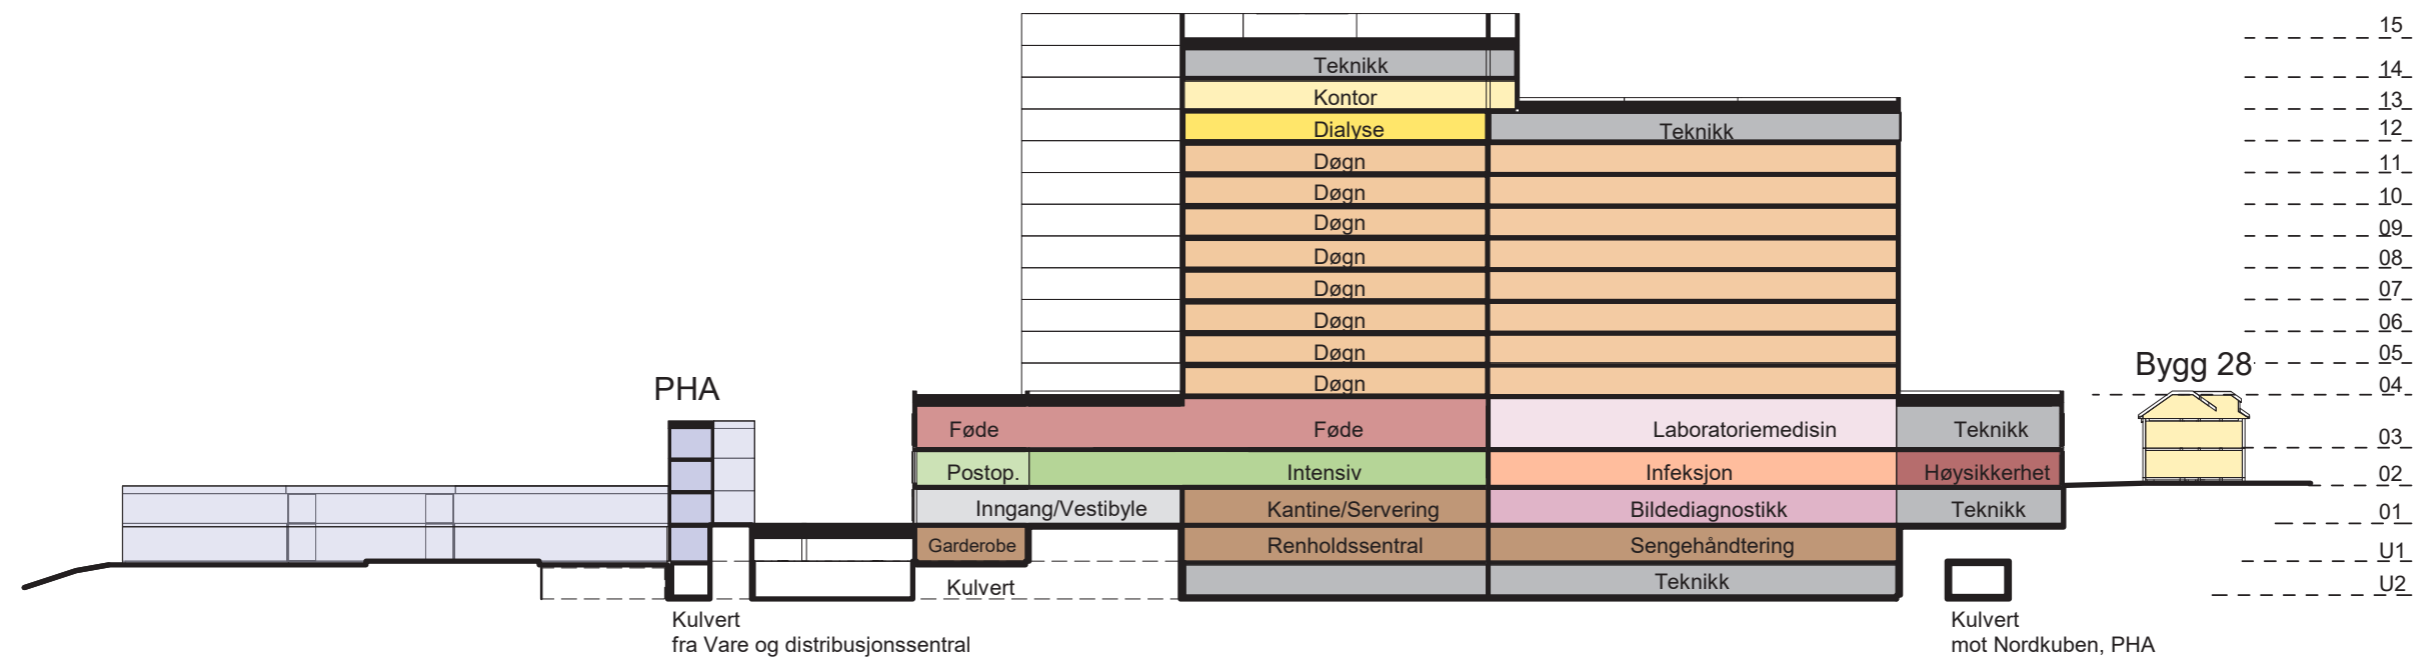 15
Teknikk
14
Kontor
13
Dialyse
Teknikk
12
Døgn
11
Døgn
10
Døgn
09
Døgn
08
Døgn
07
Døgn
06
Døgn
05
Bygg 28
PHA
Døgn
04
Føde
Føde
Laboratoriemedisin
Teknikk
03
Postop.
Intensiv
Infeksjon
Høysikkerhet
02
Inngang/Vestibyle
Kantine/Servering
Bildediagnostikk
Teknikk
01
Garderobe
Renholdssentral
Sengehåndtering
U1
Kulvert
Teknikk
U2
Kulvert
fra Vare og distribusjonssentral
Kulvert
mot Nordkuben, PHA